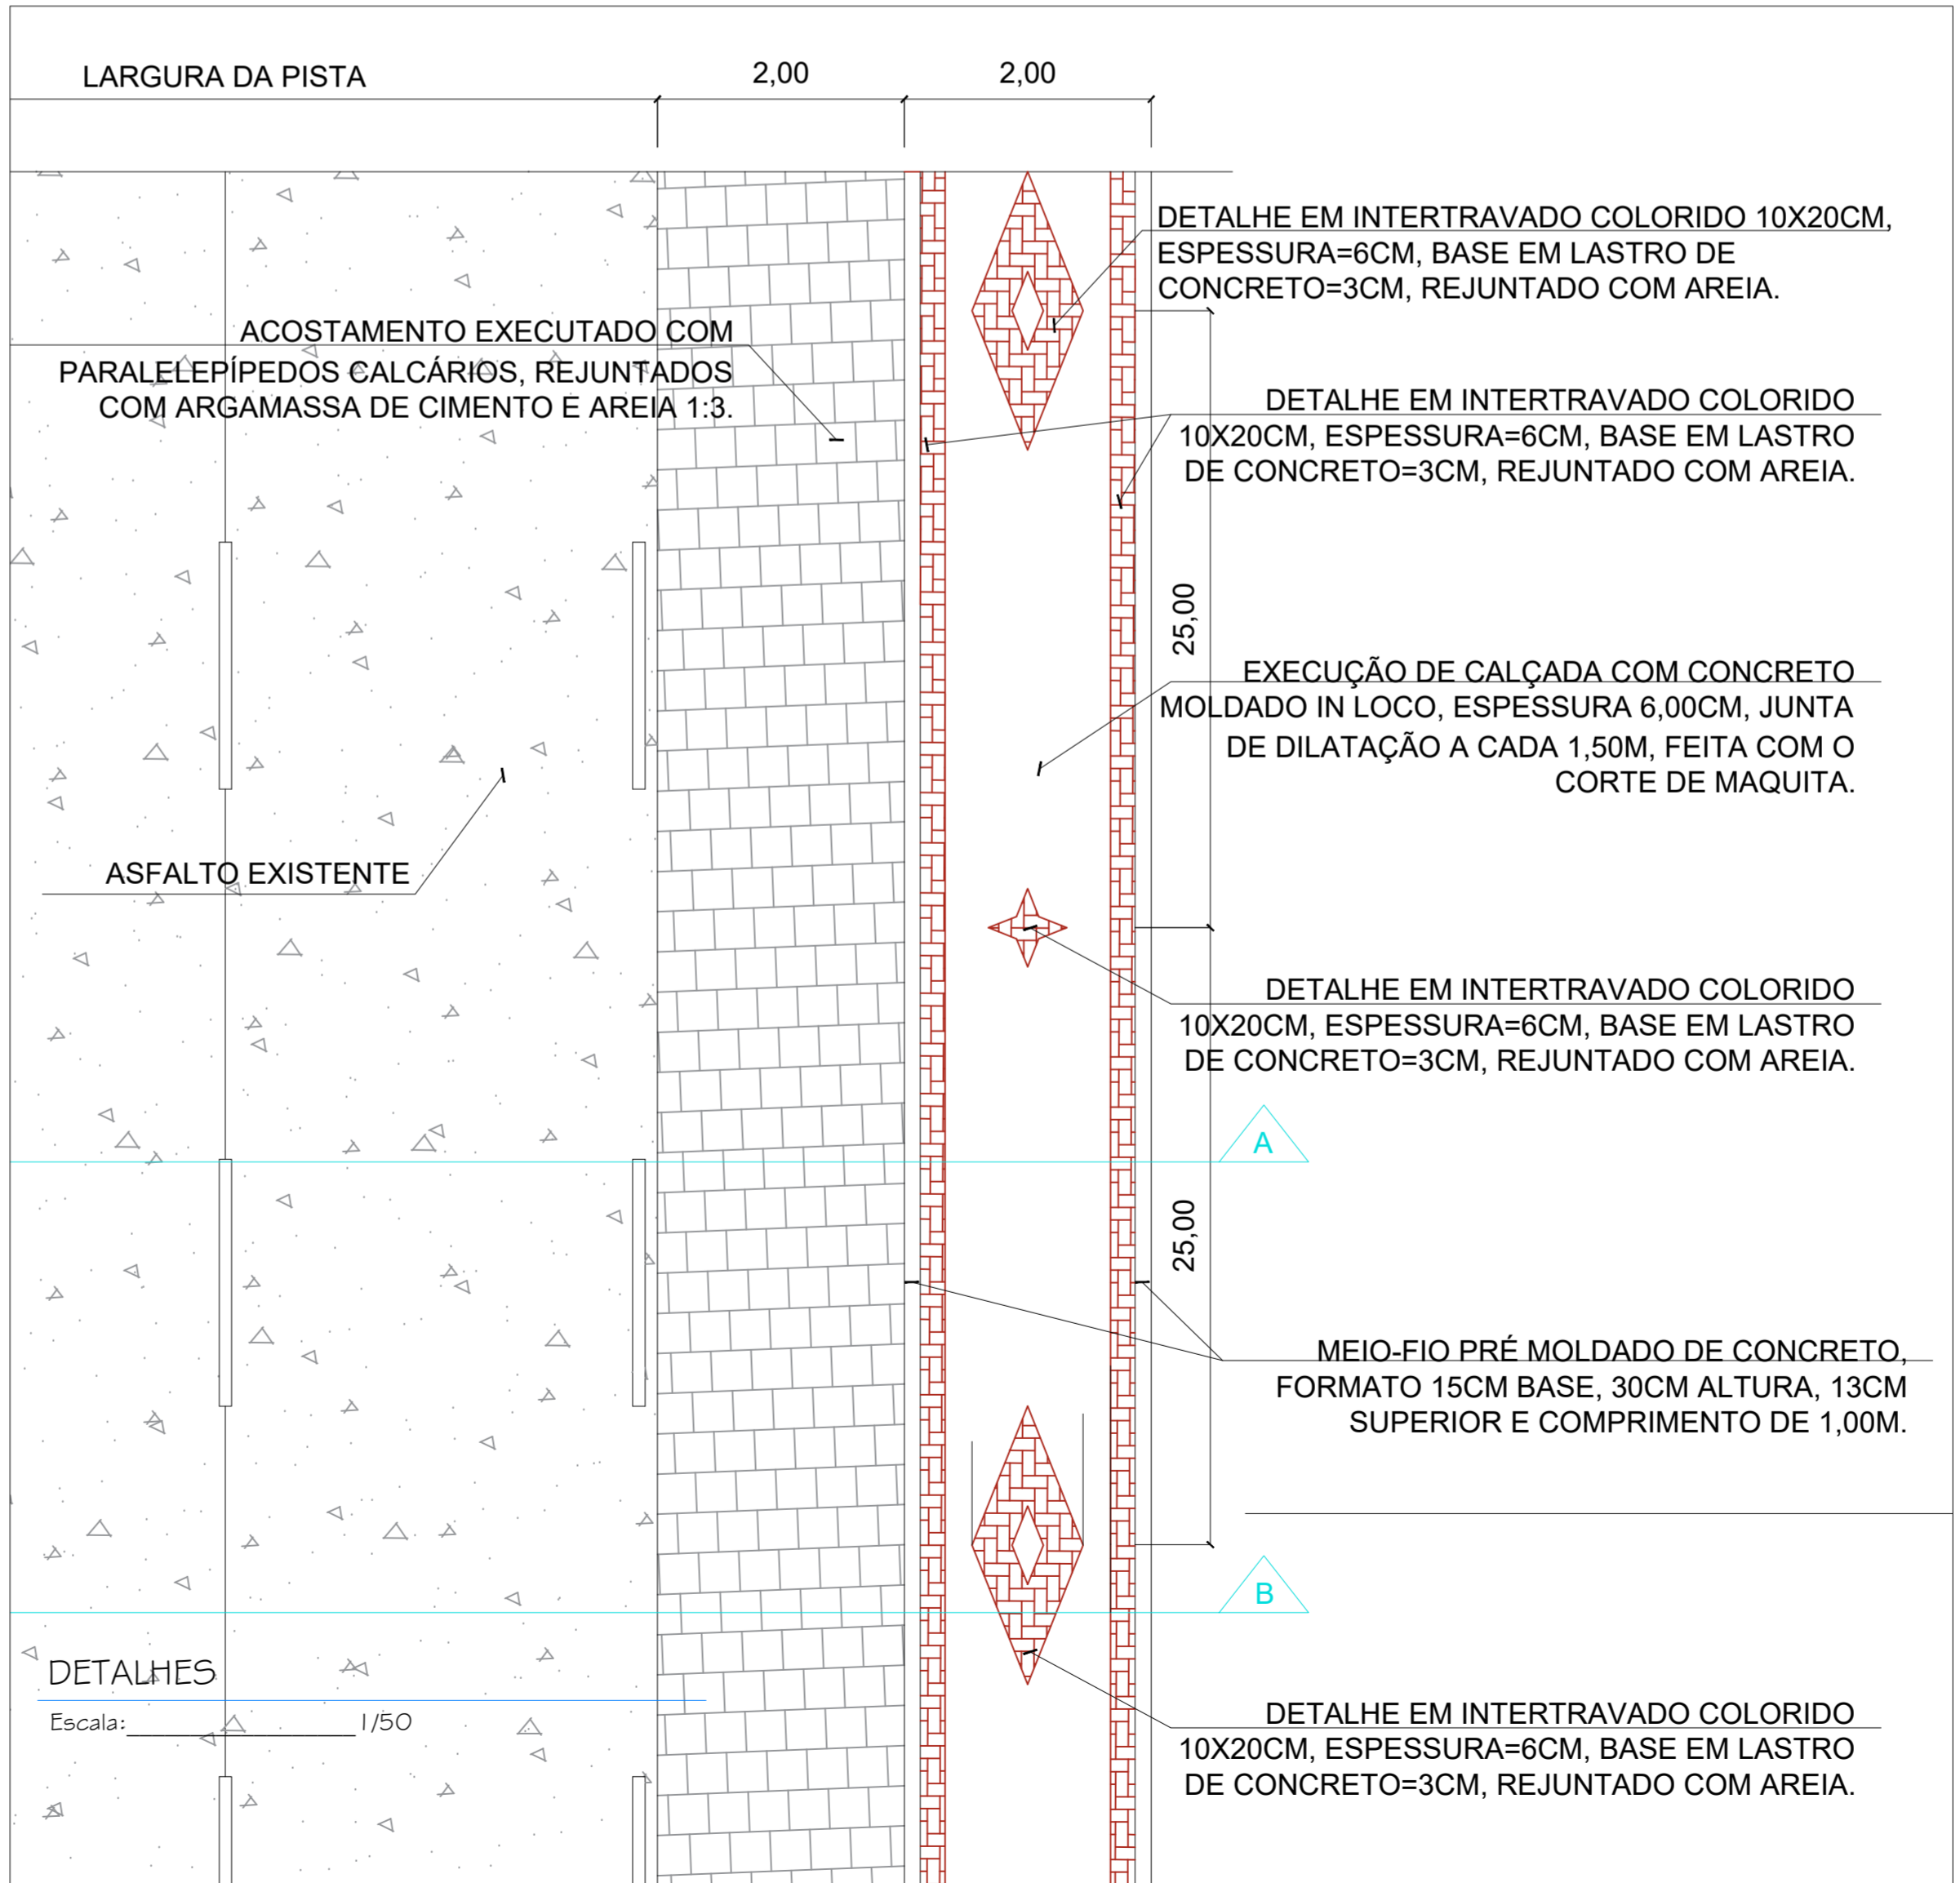 LARGURA DA PISTA
2,00
2,00
DETALHE EM INTERTRAVADO COLORIDO 10X20CM,
ESPESSURA=6CM, BASE EM LASTRO DE
CONCRETO=3CM, REJUNTADO COM AREIA.
ACOSTAMENTO EXECUTADO COM
PARALELEPÍPEDOS CALCÁRIOS, REJUNTADOS
COM ARGAMASSA DE CIMENTO E AREIA 1:3.
DETALHE EM INTERTRAVADO COLORIDO
10X20CM, ESPESSURA=6CM, BASE EM LASTRO
DE CONCRETO=3CM, REJUNTADO COM AREIA.
25,00
EXECUÇÃO DE CALÇADA COM CONCRETO
MOLDADO IN LOCO, ESPESSURA 6,00CM, JUNTA
DE DILATAÇÃO A CADA 1,50M, FEITA COM O
CORTE DE MAQUITA.
ASFALTO EXISTENTE
DETALHE EM INTERTRAVADO COLORIDO
10X20CM, ESPESSURA=6CM, BASE EM LASTRO
DE CONCRETO=3CM, REJUNTADO COM AREIA.
A
25,00
MEIO-FIO PRÉ MOLDADO DE CONCRETO,
FORMATO 15CM BASE, 30CM ALTURA, 13CM
SUPERIOR E COMPRIMENTO DE 1,00M.
B
DETALHES
Escala:________________1/50
DETALHE EM INTERTRAVADO COLORIDO
10X20CM, ESPESSURA=6CM, BASE EM LASTRO
DE CONCRETO=3CM, REJUNTADO COM AREIA.